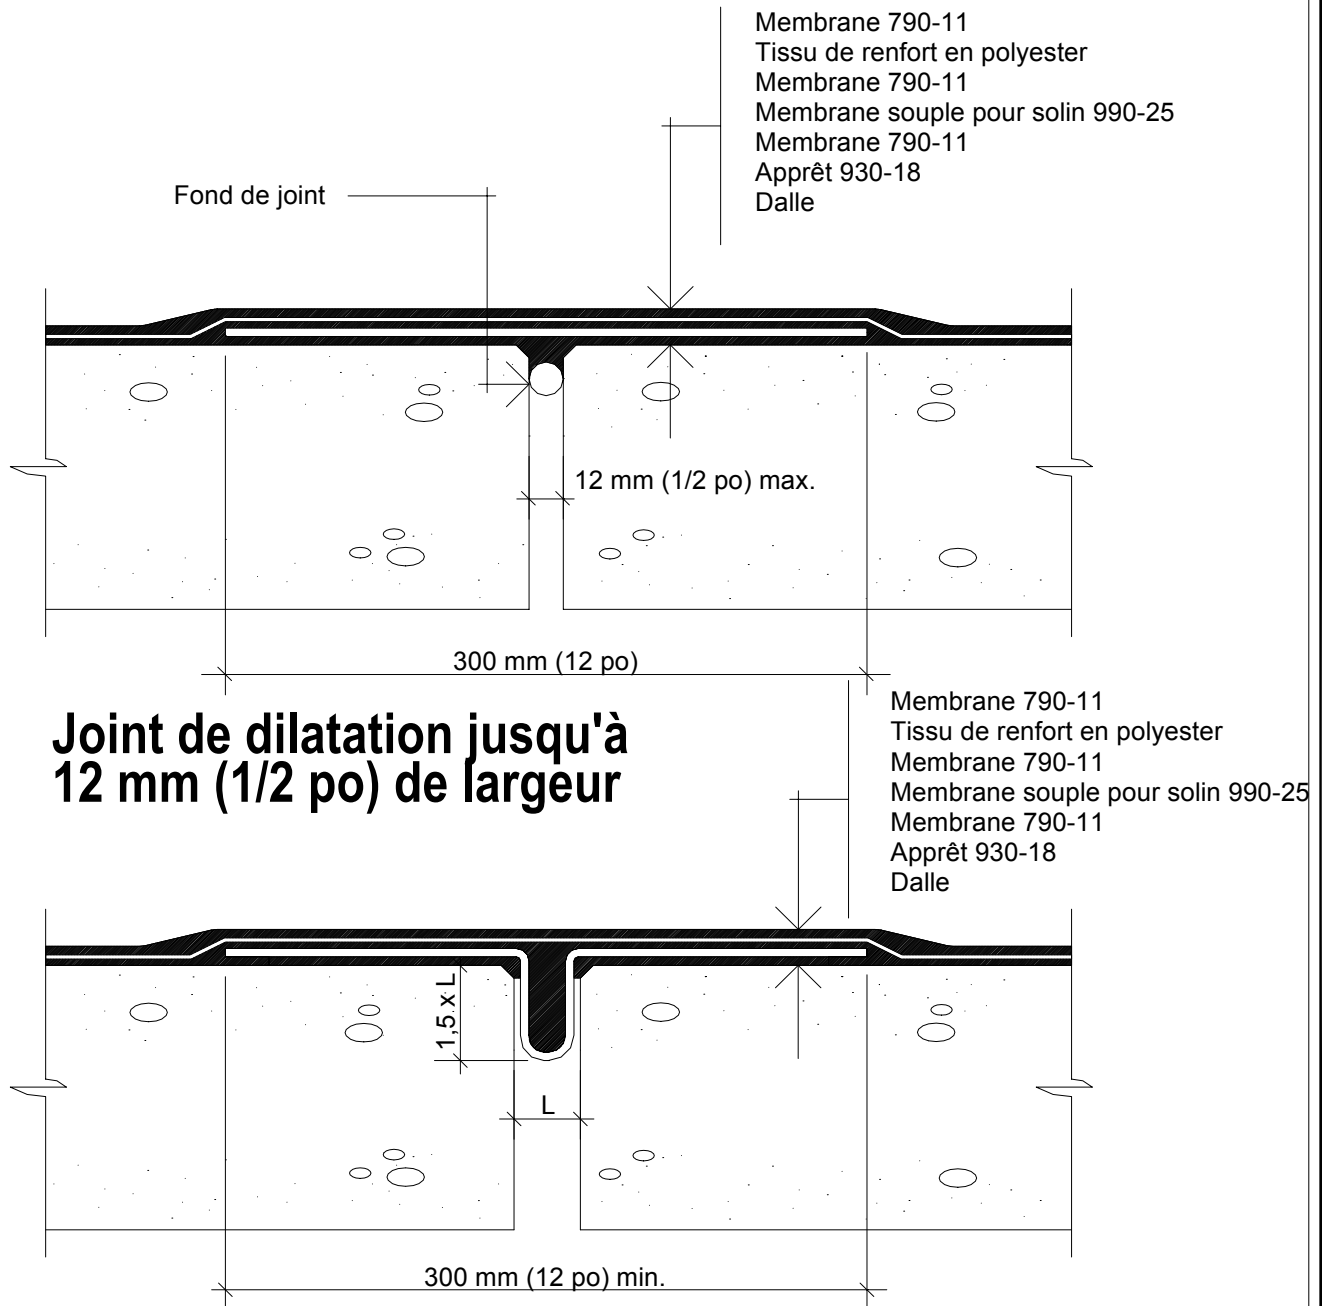 Membrane 790-11
Tissu de renfort en polyester
Membrane 790-11
Membrane souple pour solin 990-25
Membrane 790-11
Apprêt 930-18
Dalle
Fond de joint
12 mm (1/2 po) max.
300 mm (12 po)
Joint de dilatation jusqu'à
12 mm (1/2 po) de largeur
Membrane 790-11
Tissu de renfort en polyester
Membrane 790-11
Membrane souple pour solin 990-25
Membrane 790-11
Apprêt 930-18
Dalle
1,5 x L
L
300 mm (12 po) min.